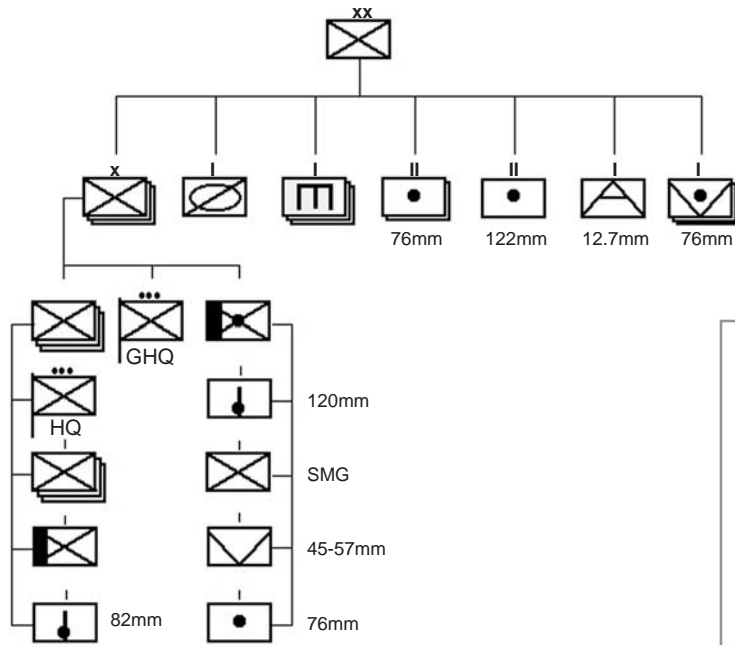 xx
x I I II II I I
76mm 122mm 12.7mm 76mm
GHQ
HQ
120mm
SMG
45-57mm
82mm 76mm